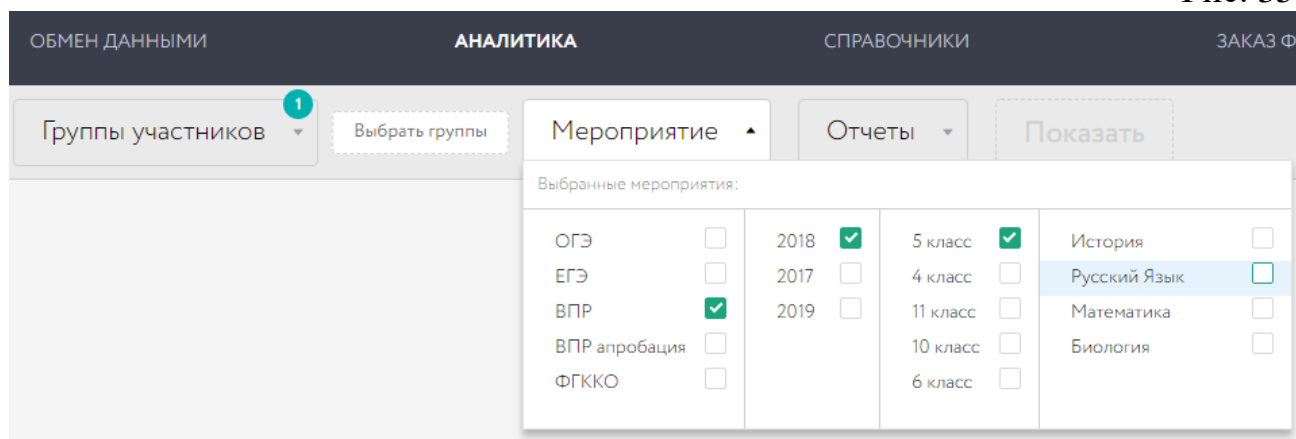 ОБМЕН ДАННЫМИ АНАЛИТИКА СПРАВОЧНИКИ ЗАКАЗ Ф
Группы участников 1 Выбрать группы Мероприятие Отчеты Показать
Выбранные мероприятия:
ОГЭ 2018 5 класс История
ЕГЭ 2017 4 класс Русский Язык
ВПР 2019 11 класс Математика
ВПР апробация 10 класс Биология
ФГККО 6 класс